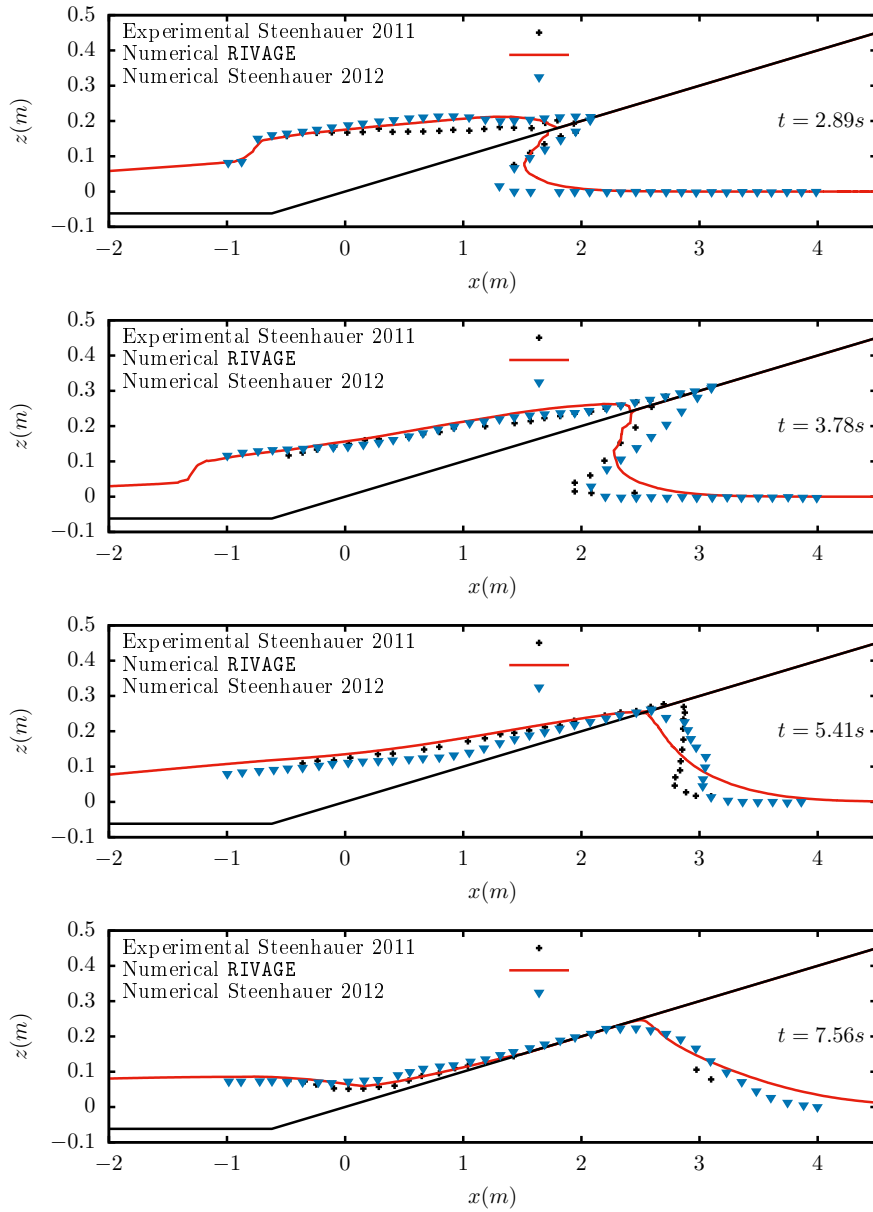 0.5
0.4
0.3
0.2
0.1
0
−0.1
z(m)
Experimental Steenhauer 2011
Numerical RIVAGE
Numerical Steenhauer 2012
t = 2.89s
−2 −1 0 1 2 3 4
x(m)
0.5
0.4
0.3
0.2
0.1
0
−0.1
z(m)
Experimental Steenhauer 2011
Numerical RIVAGE
Numerical Steenhauer 2012
t = 3.78s
−2 −1 0 1 2 3 4
x(m)
0.5
0.4
0.3
0.2
0.1
0
−0.1
z(m)
Experimental Steenhauer 2011
Numerical RIVAGE
Numerical Steenhauer 2012
t = 5.41s
−2 −1 0 1 2 3 4
x(m)
0.5
0.4
0.3
0.2
0.1
0
−0.1
z(m)
Experimental Steenhauer 2011
Numerical RIVAGE
Numerical Steenhauer 2012
t = 7.56s
−2 −1 0 1 2 3 4
x(m)